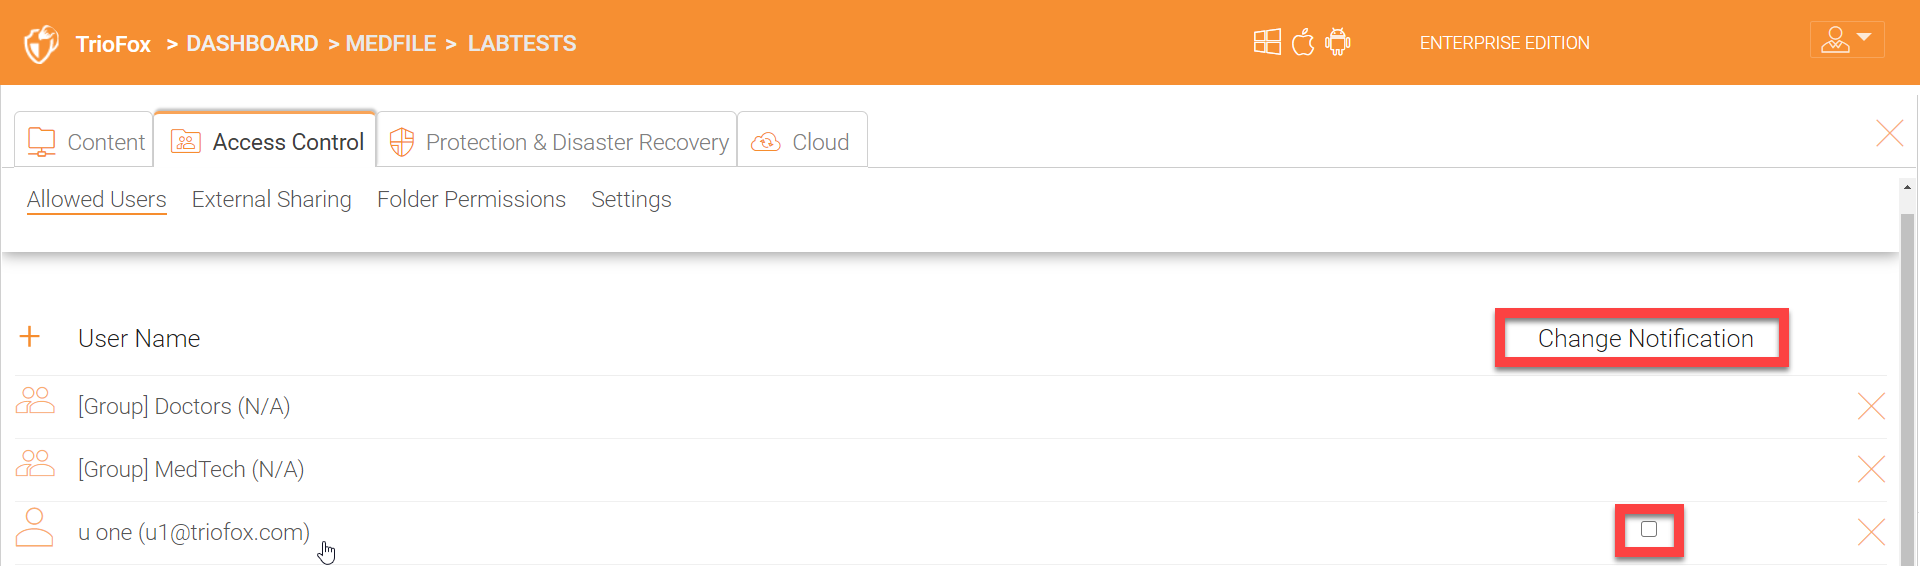 TrioFox > DASHBOARD > MEDFILE > LABTESTS ENTERPRISE EDITION
Content Access Control Protection & Disaster Recovery Cloud
Allowed Users External Sharing Folder Permissions Settings
+ User Name Change Notification
[Group] Doctors (N/A)
[Group] MedTech (N/A)
u one (u1@triofox.com)